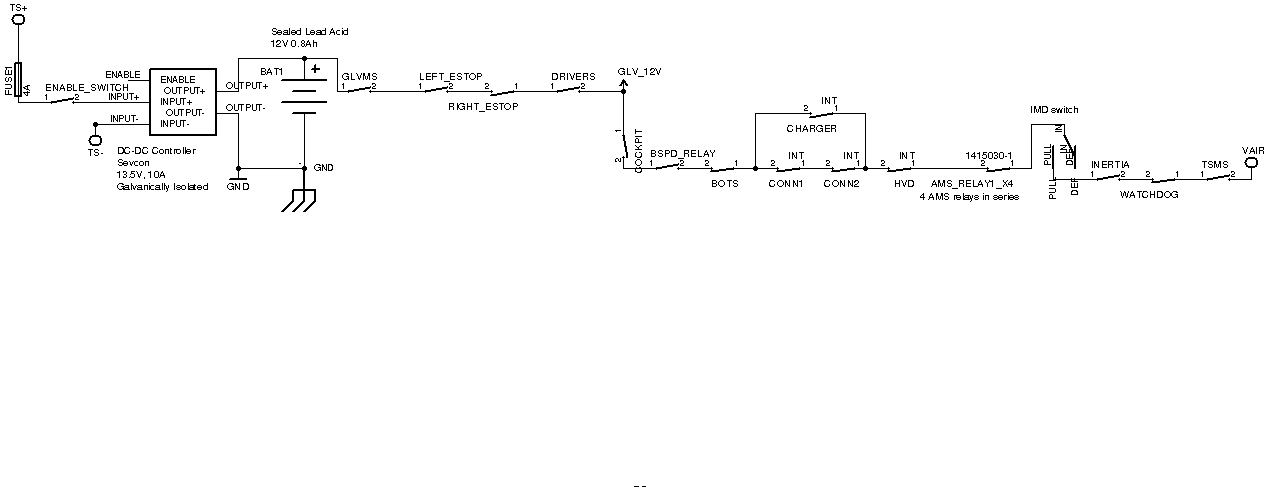 TS+
FUSE1
4A
ENABLE_SWITCH
1 2
ENABLE
INPUT+
INPUT-
TS-
ENABLE
OUTPUT+
INPUT+
OUTPUT-
INPUT-
OUTPUT+
OUTPUT-
DC-DC Controller
Sevcon
13.5V, 10A
Galvanically Isolated
GND
Sealed Lead Acid
12V 0.8Ah
BAT1
+
-
GND
GLVMS
1 2
LEFT_ESTOP
1 2
2 1
RIGHT_ESTOP
DRIVERS
1 2
GLV_12V
1
2
COCKPIT
BSPD_RELAY
1 2
2 1
BOTS
INT
2 1
CHARGER
INT
2 1
CONN1
INT
2 1
CONN2
INT
2 1
HVD
1415030-1
2 1
AMS_RELAY1_X4
4 AMS relays in series
IMD switch
IN
IN
PULL
DEF
PULL
DEF
INERTIA
1 2
2 1
WATCHDOG
TSMS
1 2
VAIR